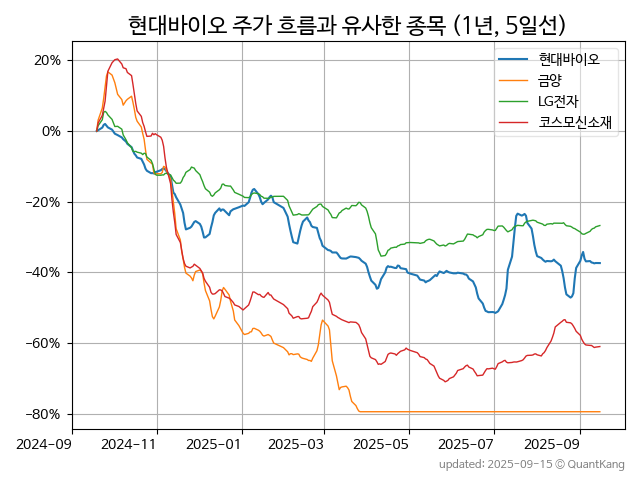 현대바이오 주가 흐름과 유사한 종목 (1년, 5일선)
현대바이오
금양
LG전자
코스모신소재
20%
0%
−20%
−40%
−60%
−80%
2024-09 2024-11 2025-01 2025-03 2025-05 2025-07 2025-09
updated: 2025-09-15 © QuantKang